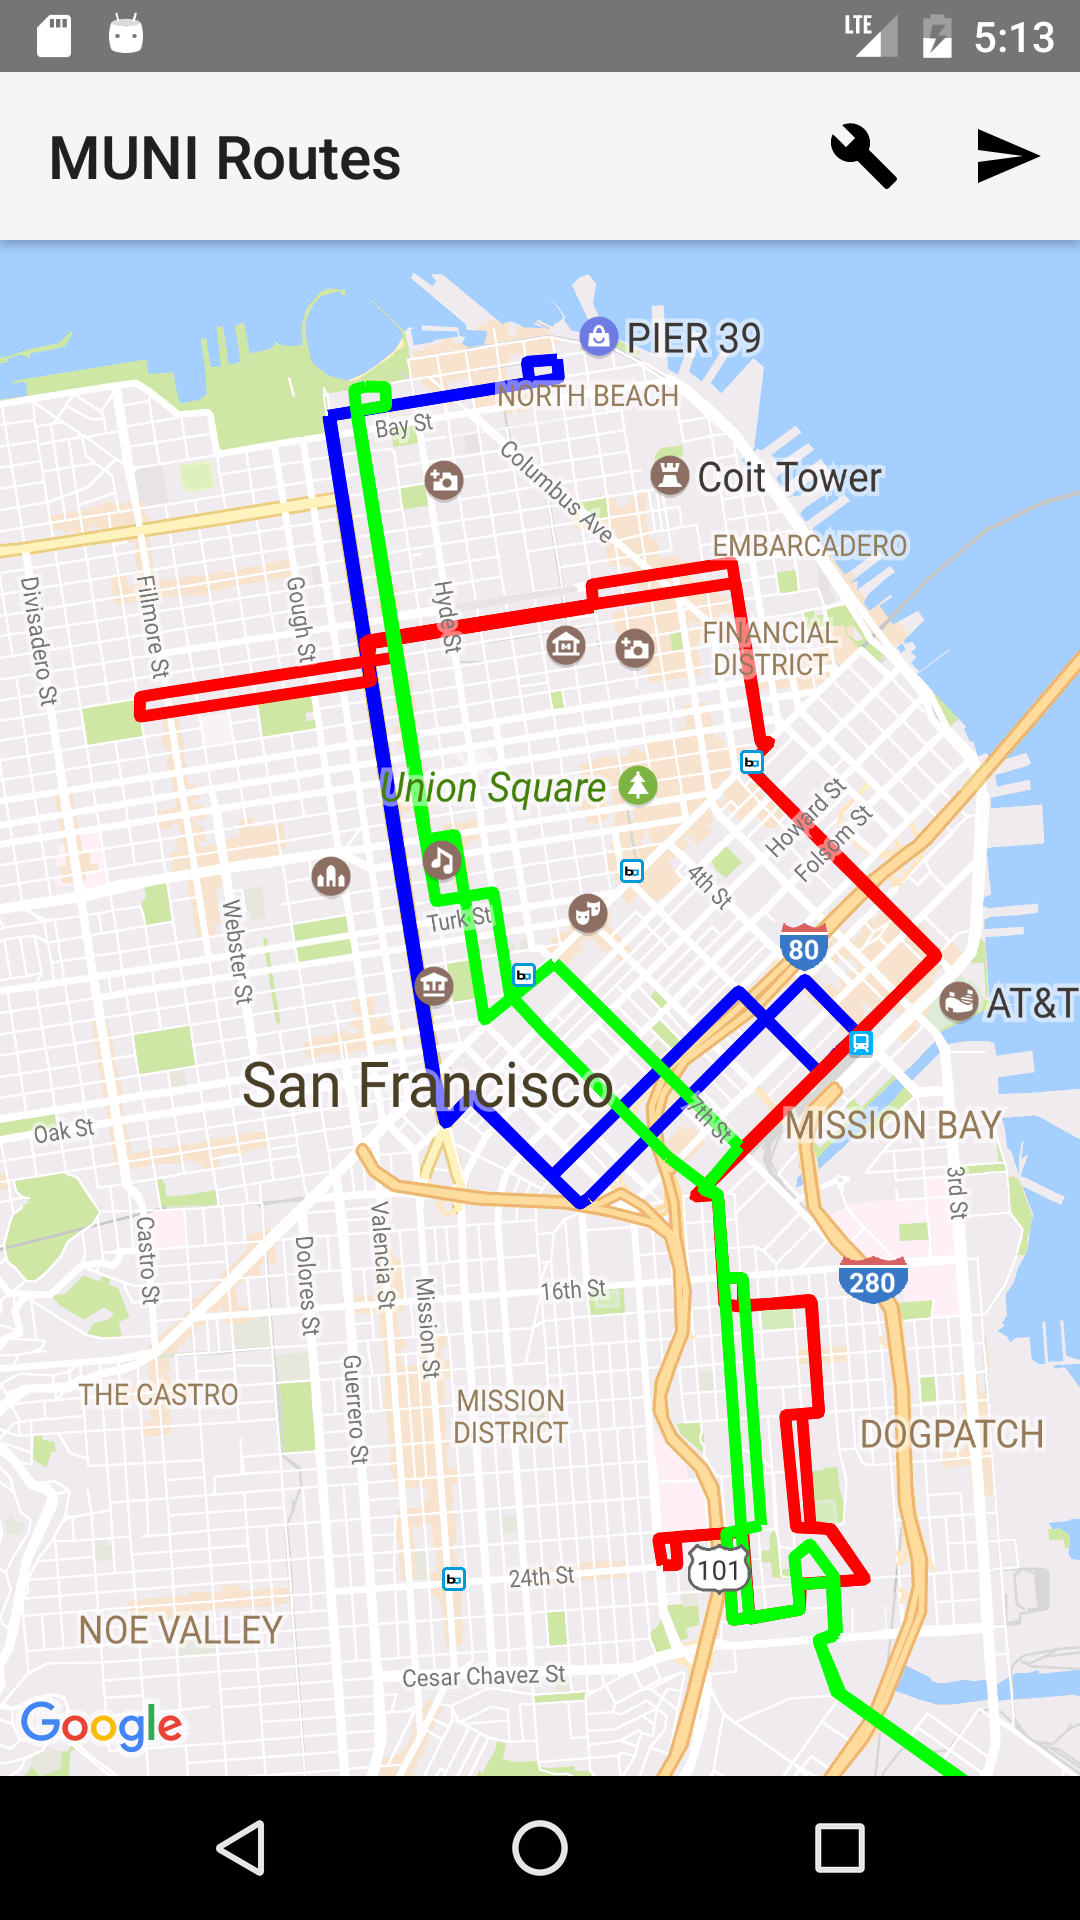 LTE 5:13
MUNI Routes
PIER 39
NORTH BEACH
Bay St
Columbus Ave
Coit Tower
EMBARCADERO
Divisadero St
Fillmore St
Gough St
Hyde St
FINANCIAL
DISTRICT
Union Square
Howard St
Folsom St
4th St
Turk St
Webster St
80
AT&T
San Francisco
7th St
MISSION BAY
Oak St
3rd St
Castro St
Dolores St
Valencia St
Mission St
16th St
280
Guerrero St
THE CASTRO
MISSION
DISTRICT
DOGPATCH
101
24th St
NOE VALLEY
Cesar Chavez St
Google